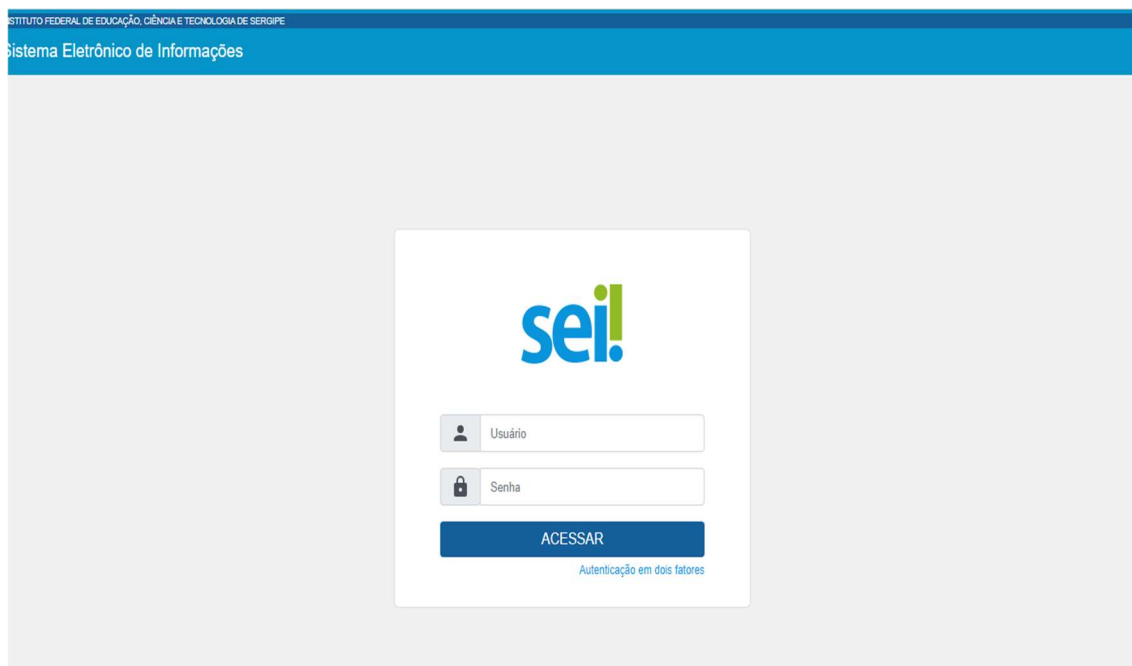 NSTITUTO FEDERAL DE EDUCAÇÃO, CIÊNCIA E TECNOLOGIA DE SERGIPE
Sistema Eletrônico de Informações
sei!
Usuário
Senha
ACESSAR
Autenticação em dois fatores